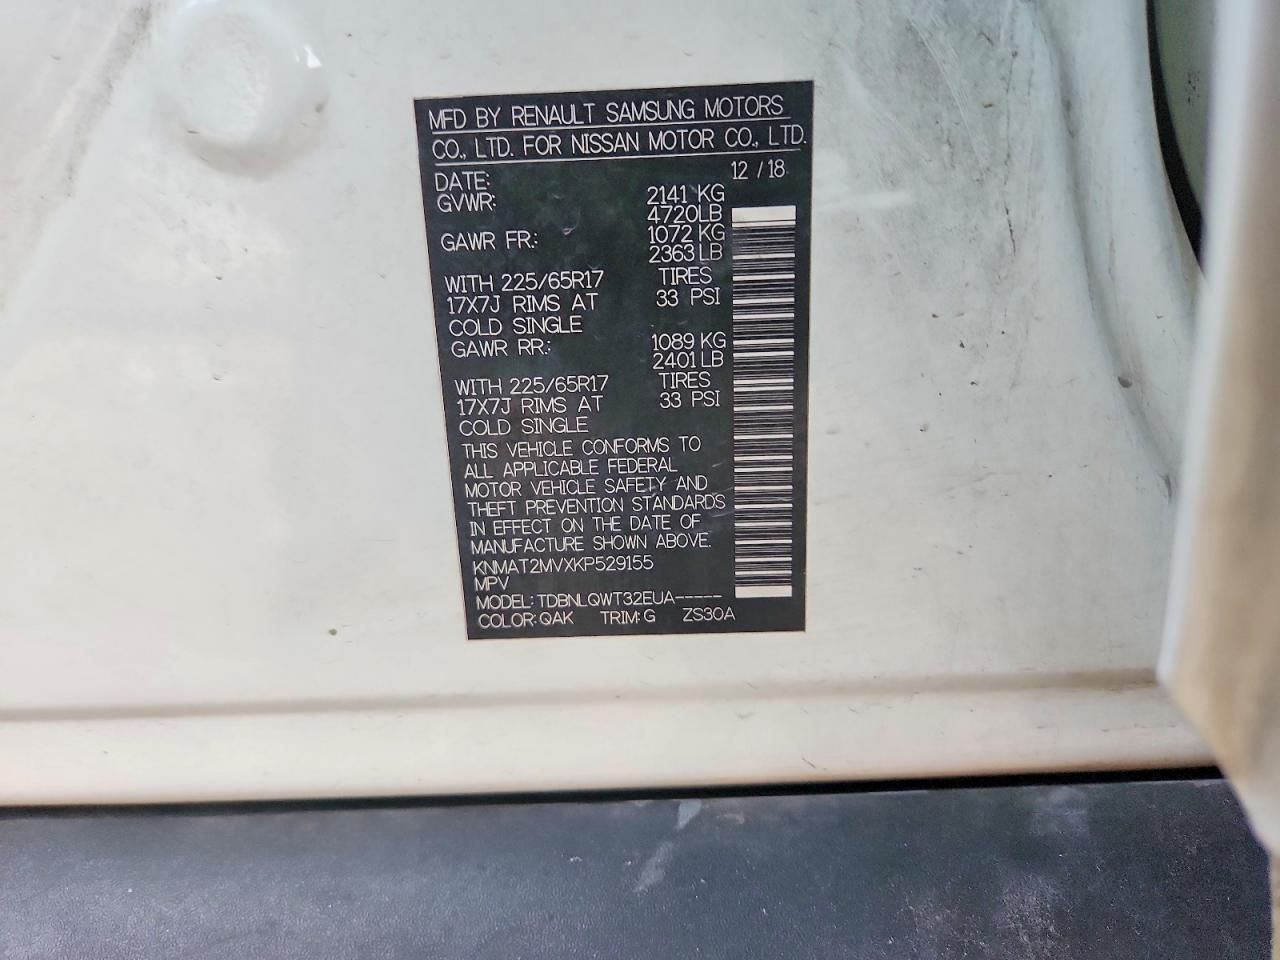 MFD BY RENAULT SAMSUNG MOTORS
CO., LTD. FOR NISSAN MOTOR CO., LTD.
DATE: 12 / 18
GVWR: 2141 KG
4720LB
GAWR FR.: 1072 KG
2363 LB
WITH 225/65R17 TIRES
17X7J RIMS AT 33 PSI
COLD SINGLE
GAWR RR.: 1089 KG
2401 LB
WITH 225/65R17 TIRES
17X7J RIMS AT 33 PSI
COLD SINGLE
THIS VEHICLE CONFORMS TO
ALL APPLICABLE FEDERAL
MOTOR VEHICLE SAFETY AND
THEFT PREVENTION STANDARDS
IN EFFECT ON THE DATE OF
MANUFACTURE SHOWN ABOVE.
KNMAT2MVXKP529155
MPV
MODEL: TDBNLQWT32EUA-----
COLOR: QAK TRIM: G ZS30A